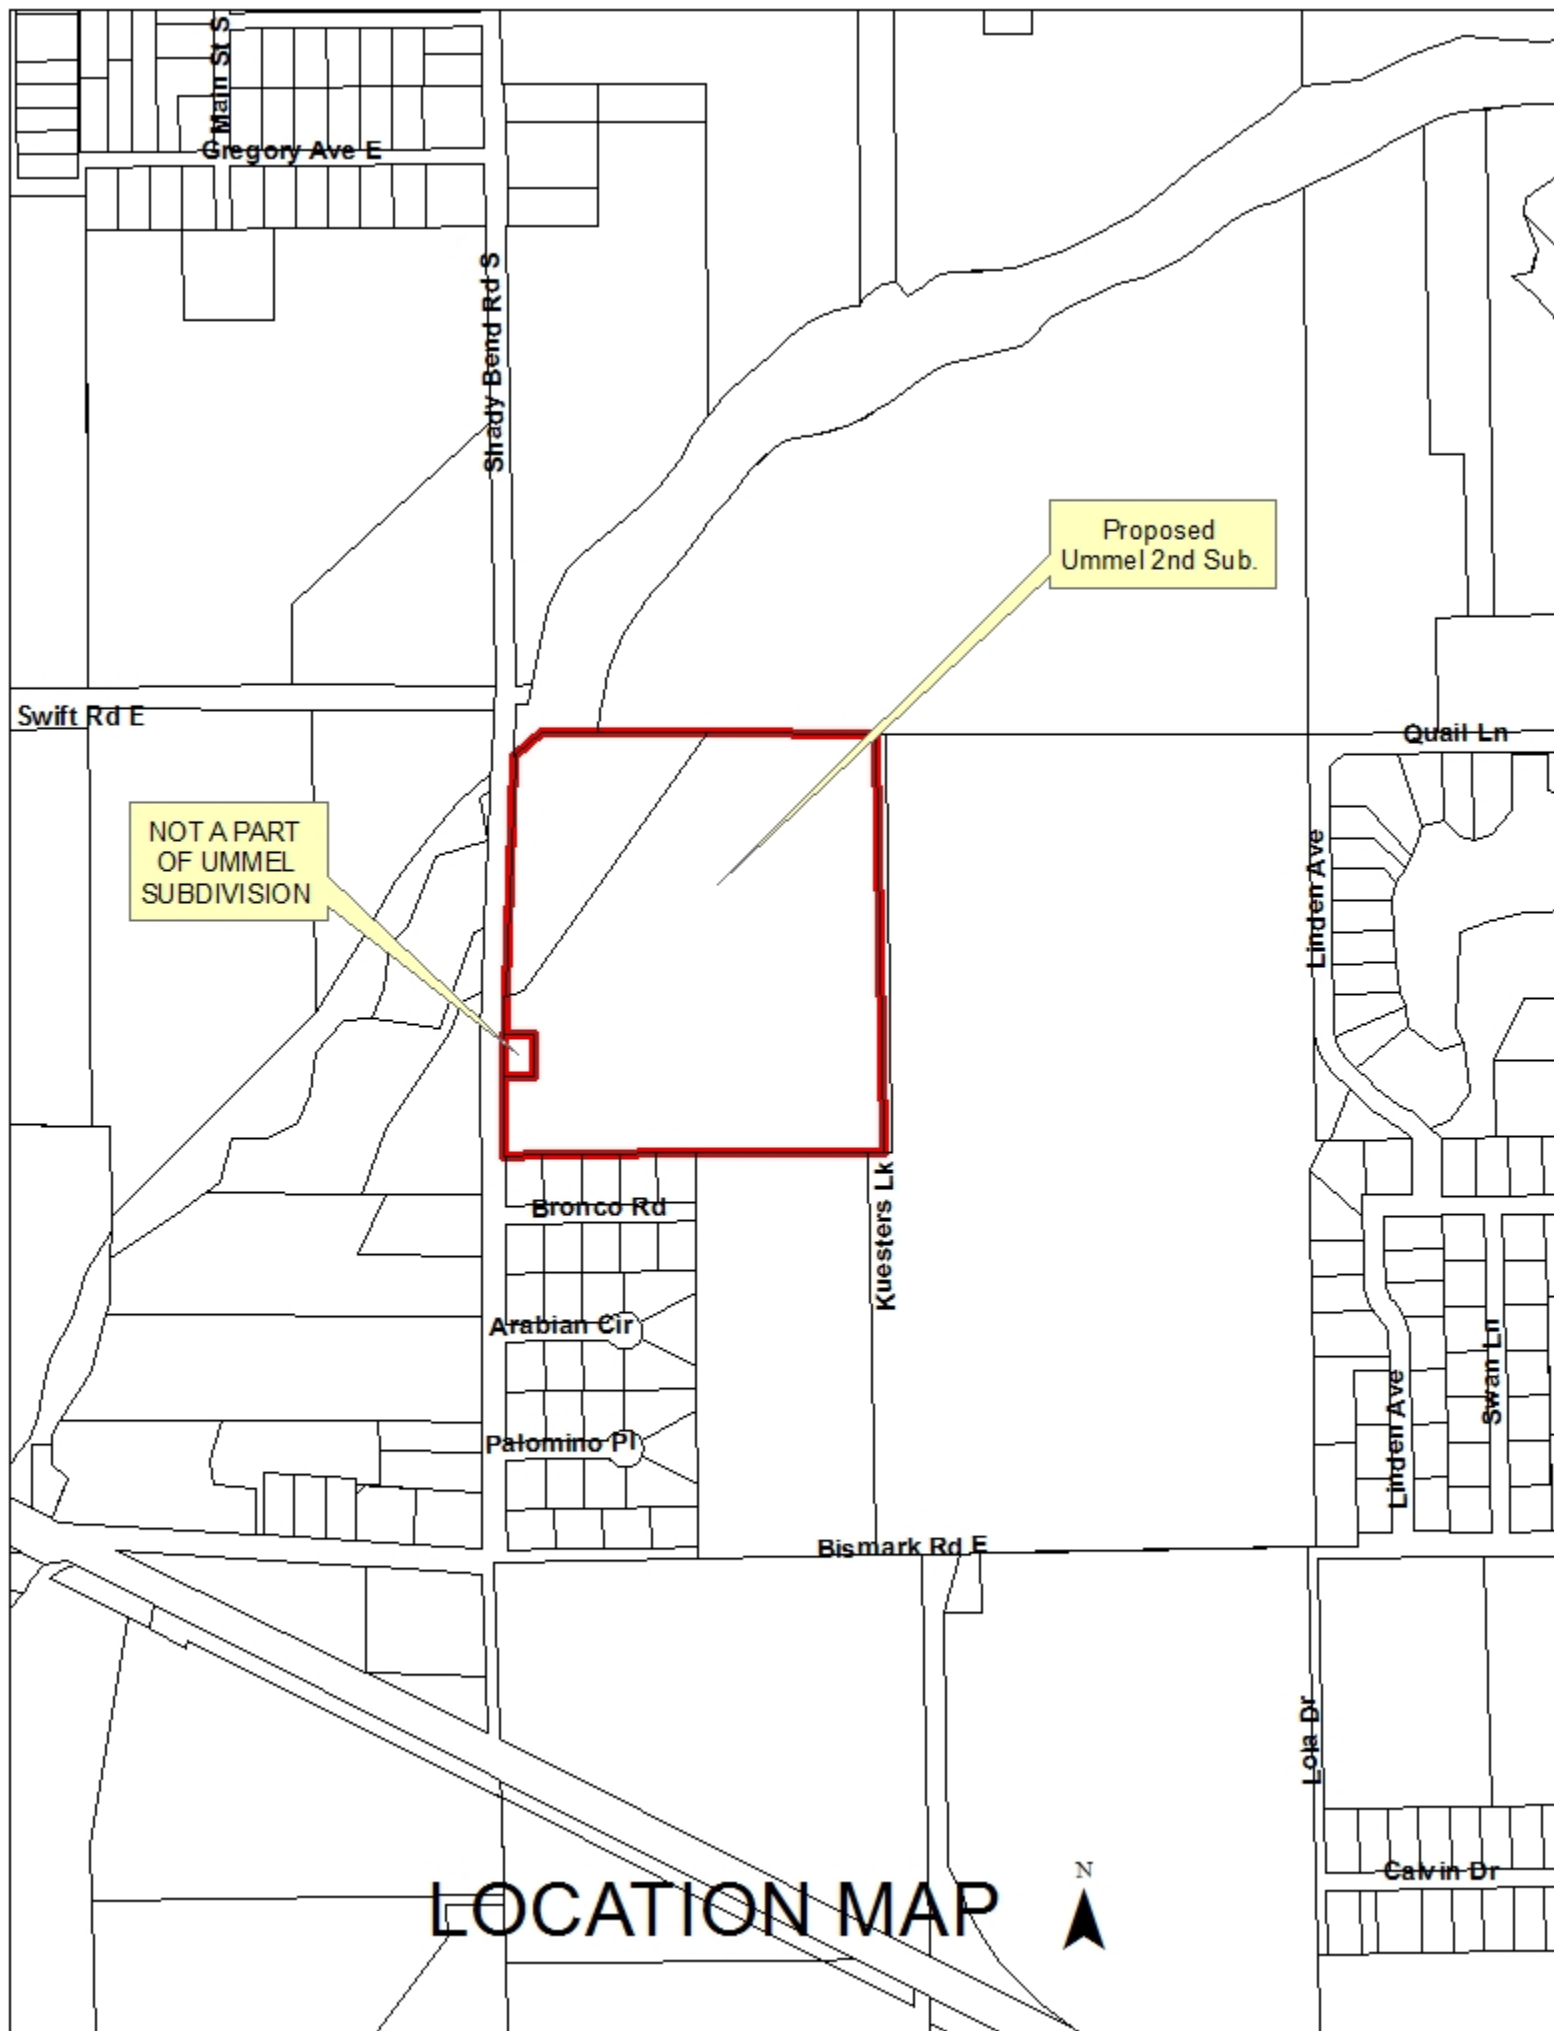 Main St S
Gregory Ave E
Shady Bend Rd S
Proposed
Ummel 2nd Sub.
Swift Rd E
Quail Ln
NOT A PART
OF UMMEL
SUBDIVISION
Linden Ave
Bronco Rd
Kuesters Lk
Arabian Cir
Swan Ln
Linden Ave
Palomino Pl
Bismark Rd E
Lola Dr
Calvin Dr
LOCATION MAP
N